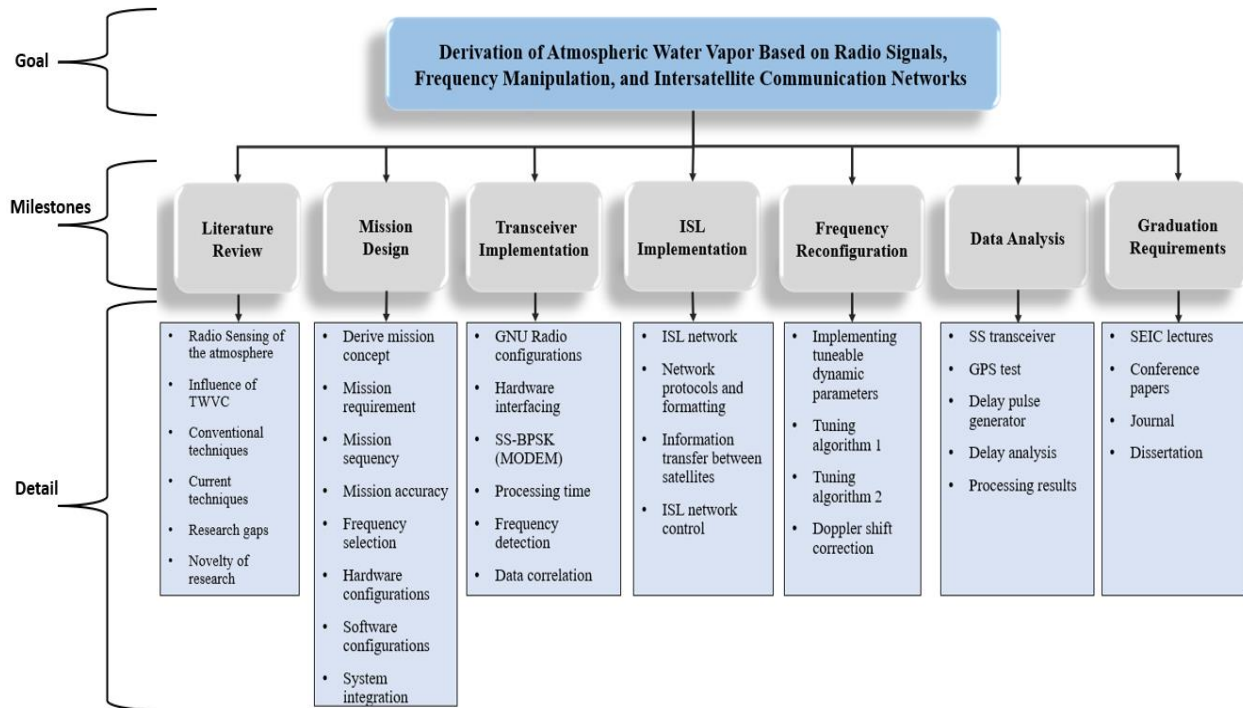 Goal
Derivation of Atmospheric Water Vapor Based on Radio Signals,
Frequency Manipulation, and Intersatellite Communication Networks
Milestones
Literature
Review
Mission
Design
Transceiver
Implementation
ISL
Implementation
Frequency
Reconfiguration
Data Analysis
Graduation
Requirements
Detail
• Radio Sensing of
the atmosphere
• Influence of
TWVC
• Conventional
techniques
• Current
techniques
• Research gaps
• Novelty of
research
• Derive mission
concept
• Mission
requirement
• Mission
sequency
• Mission accuracy
• Frequency
selection
• Hardware
configurations
• Software
configurations
• System
integration
• GNU Radio
configurations
• Hardware
interfacing
• SS-BPSK
(MODEM)
• Processing time
• Frequency
detection
• Data correlation
• ISL network
• Network
protocols and
formatting
• Information
transfer between
satellites
• ISL network
control
• Implementing
tuneable
dynamic
parameters
• Tuning
algorithm 1
• Tuning
algorithm 2
• Doppler shift
correction
• SS transceiver
• GPS test
• Delay pulse
generator
• Delay analysis
• Processing results
• SEIC lectures
• Conference
papers
• Journal
• Dissertation